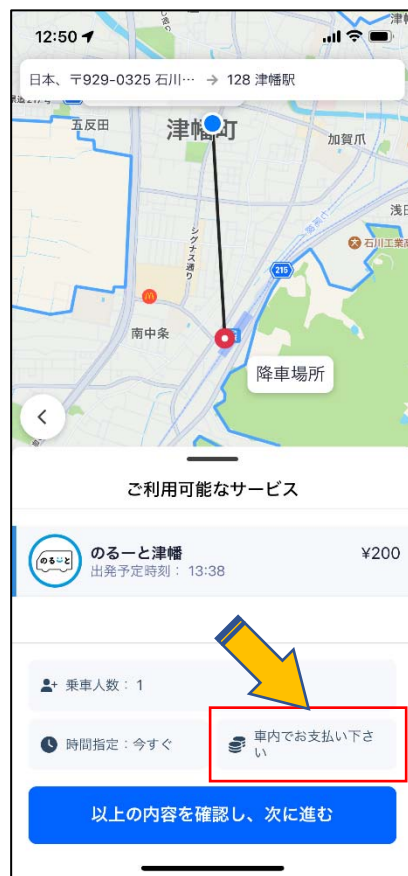 12:50
日本、〒929-0325 石川… → 128 津幡駅
五反田
津幡町
加賀爪
シグナス通り
石川工業高
215
南中条
降車場所
ご利用可能なサービス
のるーと
のるーと津幡
¥200
出発予定時刻： 13:38
乗車人数： 1
時間指定：今すぐ
車内でお支払い下さ
い
以上の内容を確認し、次に進む